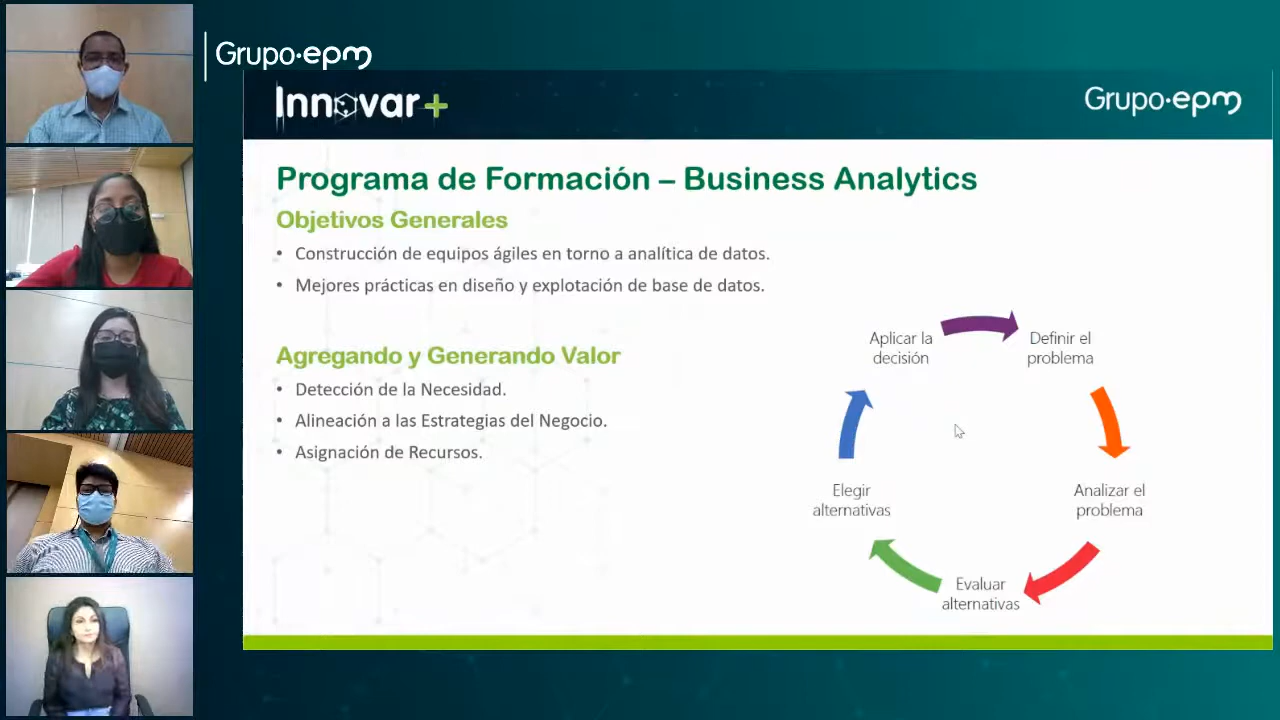 Grupo·epm
Innovar+
Grupo·epm
Programa de Formación – Business Analytics
Objetivos Generales
• Construcción de equipos ágiles en torno a analítica de datos.
• Mejores prácticas en diseño y explotación de base de datos.
Agregando y Generando Valor
• Detección de la Necesidad.
• Alineación a las Estrategias del Negocio.
• Asignación de Recursos.
Aplicar la
decisión
Definir el
problema
Analizar el
problema
Evaluar
alternativas
Elegir
alternativas